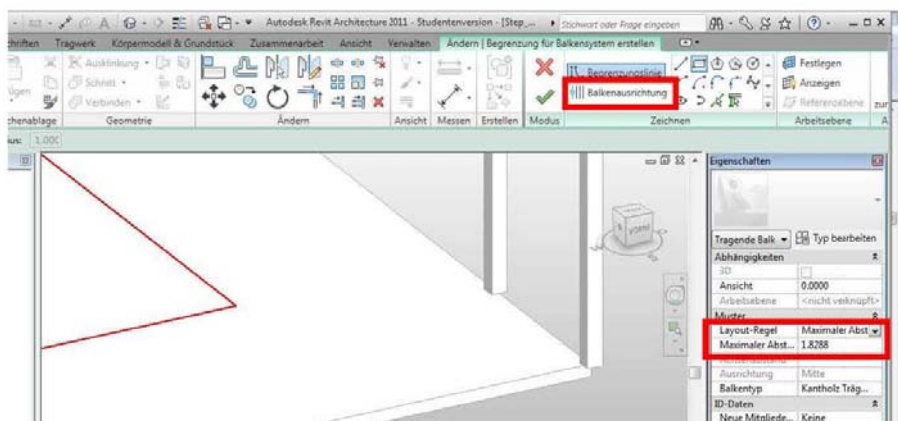 Autodesk Revit Architecture 2011 - Studentenversion - [Step_... Stichwort oder Frage eingeben
Tragwerk Körpermodell & Grundstück Zusammenarbeit Ansicht Verwalten Ändern | Begrenzung für Balkensystem erstellen
Ausklinkung Begrenzungslinie Festlegen
Schnitt Balkenausrichtung Anzeigen
Verbinden Referenzebene
Geometrie Ändern Ansicht Messen Erstellen Modus Zeichnen Arbeitsebene
1.000
Eigenschaften
VORNE
Tragende Balk Typ bearbeiten
Abhängigkeiten
3D
Ansicht 0.0000
Arbeitsebene <nicht verknüpft>
Muster
Layout-Regel Maximaler Abst
Maximaler Abst... 1.8288
Ausrichtung Mitte
Balkentyp Kantholz Träg...
ID-Daten
Neue Mitgliede... Keine